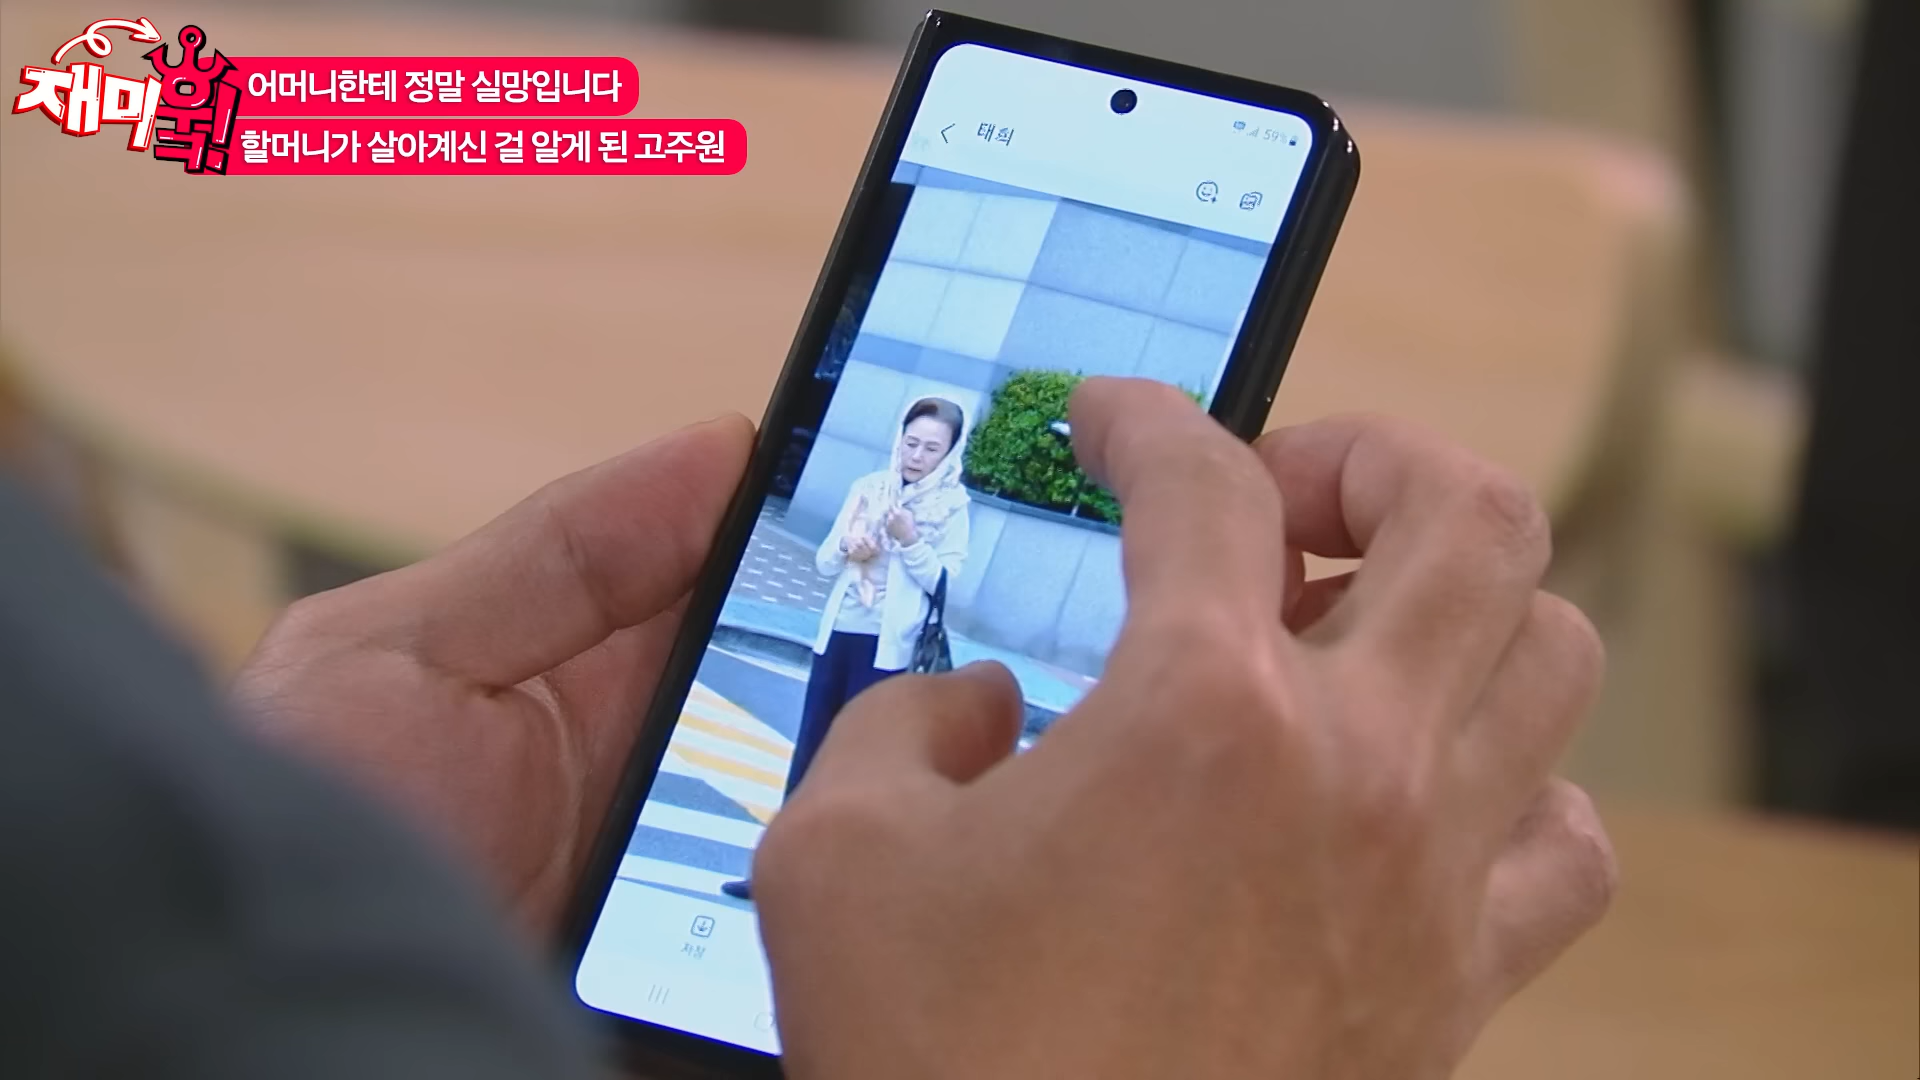 재미훅!
어머니한테 정말 실망입니다
할머니가 살아계신 걸 알게 된 고주원
태희
59%
저장